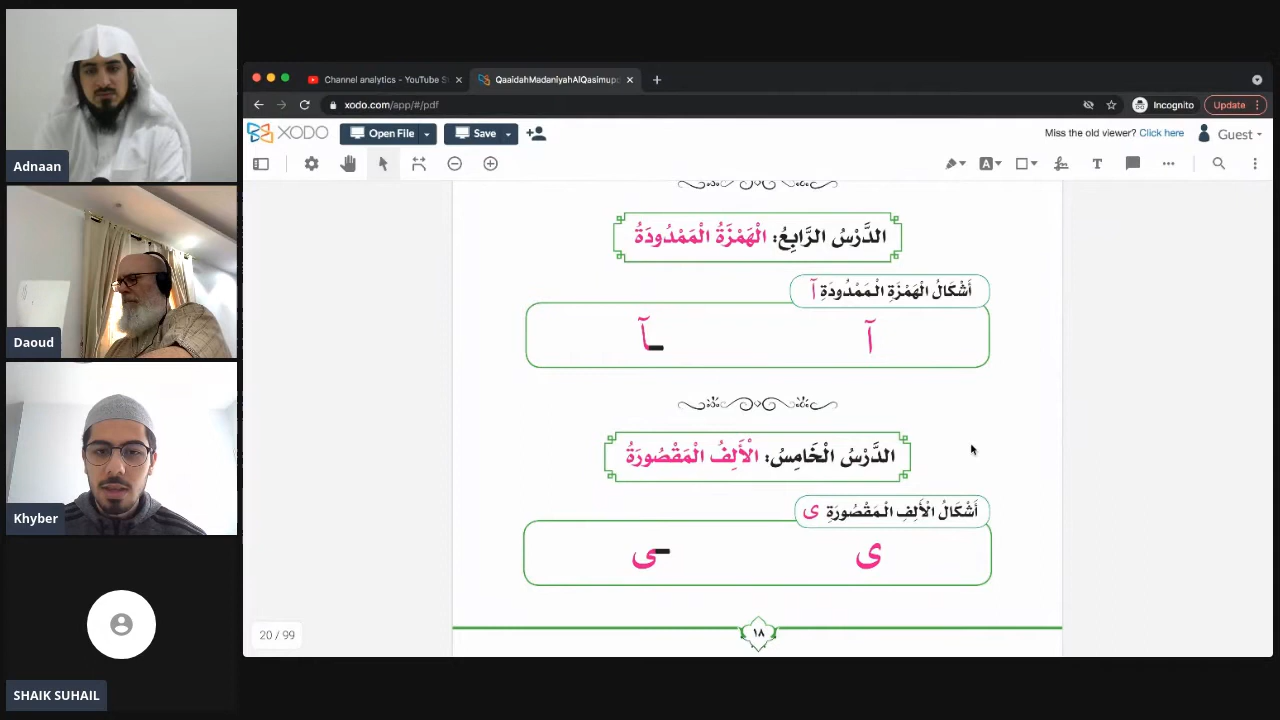 Adnaan
Daoud
Khyber
SHAIK SUHAIL
Channel analytics - YouTube S
QaaidahMadaniyahAlQasimupd
xodo.com/app/#/pdf
Incognito
Update
XODO
Open File
Save
Miss the old viewer? Click here
Guest
A
T
الدَّرْسُ الرَّابِعُ: الْهَمْزَةُ الْمَمْدُودَةُ
أَشْكَالُ الْهَمْزَةِ الْمَمْدُودَةِ آ
آ ـآ
الدَّرْسُ الْخَامِسُ: الْأَلِفُ الْمَقْصُورَةُ
أَشْكَالُ الْأَلِفِ الْمَقْصُورَةِ ى
ى ـى
20 / 99
١٨